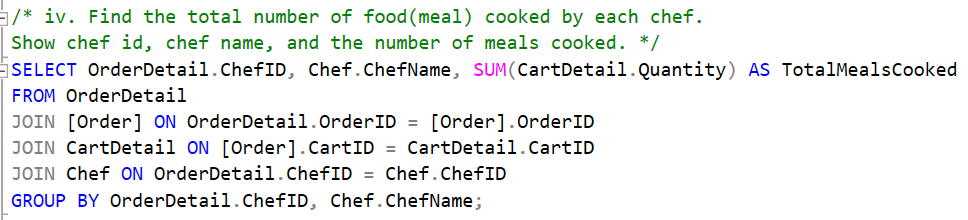 /* iv. Find the total number of food(meal) cooked by each chef.
Show chef id, chef name, and the number of meals cooked. */
SELECT OrderDetail.ChefID, Chef.ChefName, SUM(CartDetail.Quantity) AS TotalMealsCooked
FROM OrderDetail
JOIN [Order] ON OrderDetail.OrderID = [Order].OrderID
JOIN CartDetail ON [Order].CartID = CartDetail.CartID
JOIN Chef ON OrderDetail.ChefID = Chef.ChefID
GROUP BY OrderDetail.ChefID, Chef.ChefName;